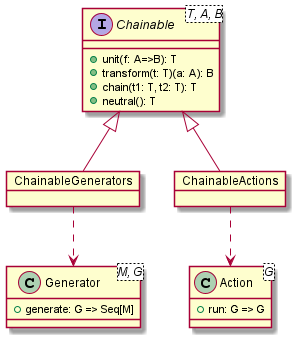 I Chainable T, A, B
unit(f: A=>B): T
transform(t: T)(a: A): B
chain(t1: T, t2: T): T
neutral(): T
ChainableGenerators
ChainableActions
C Generator M, G
generate: G => Seq[M]
C Action G
run: G => G